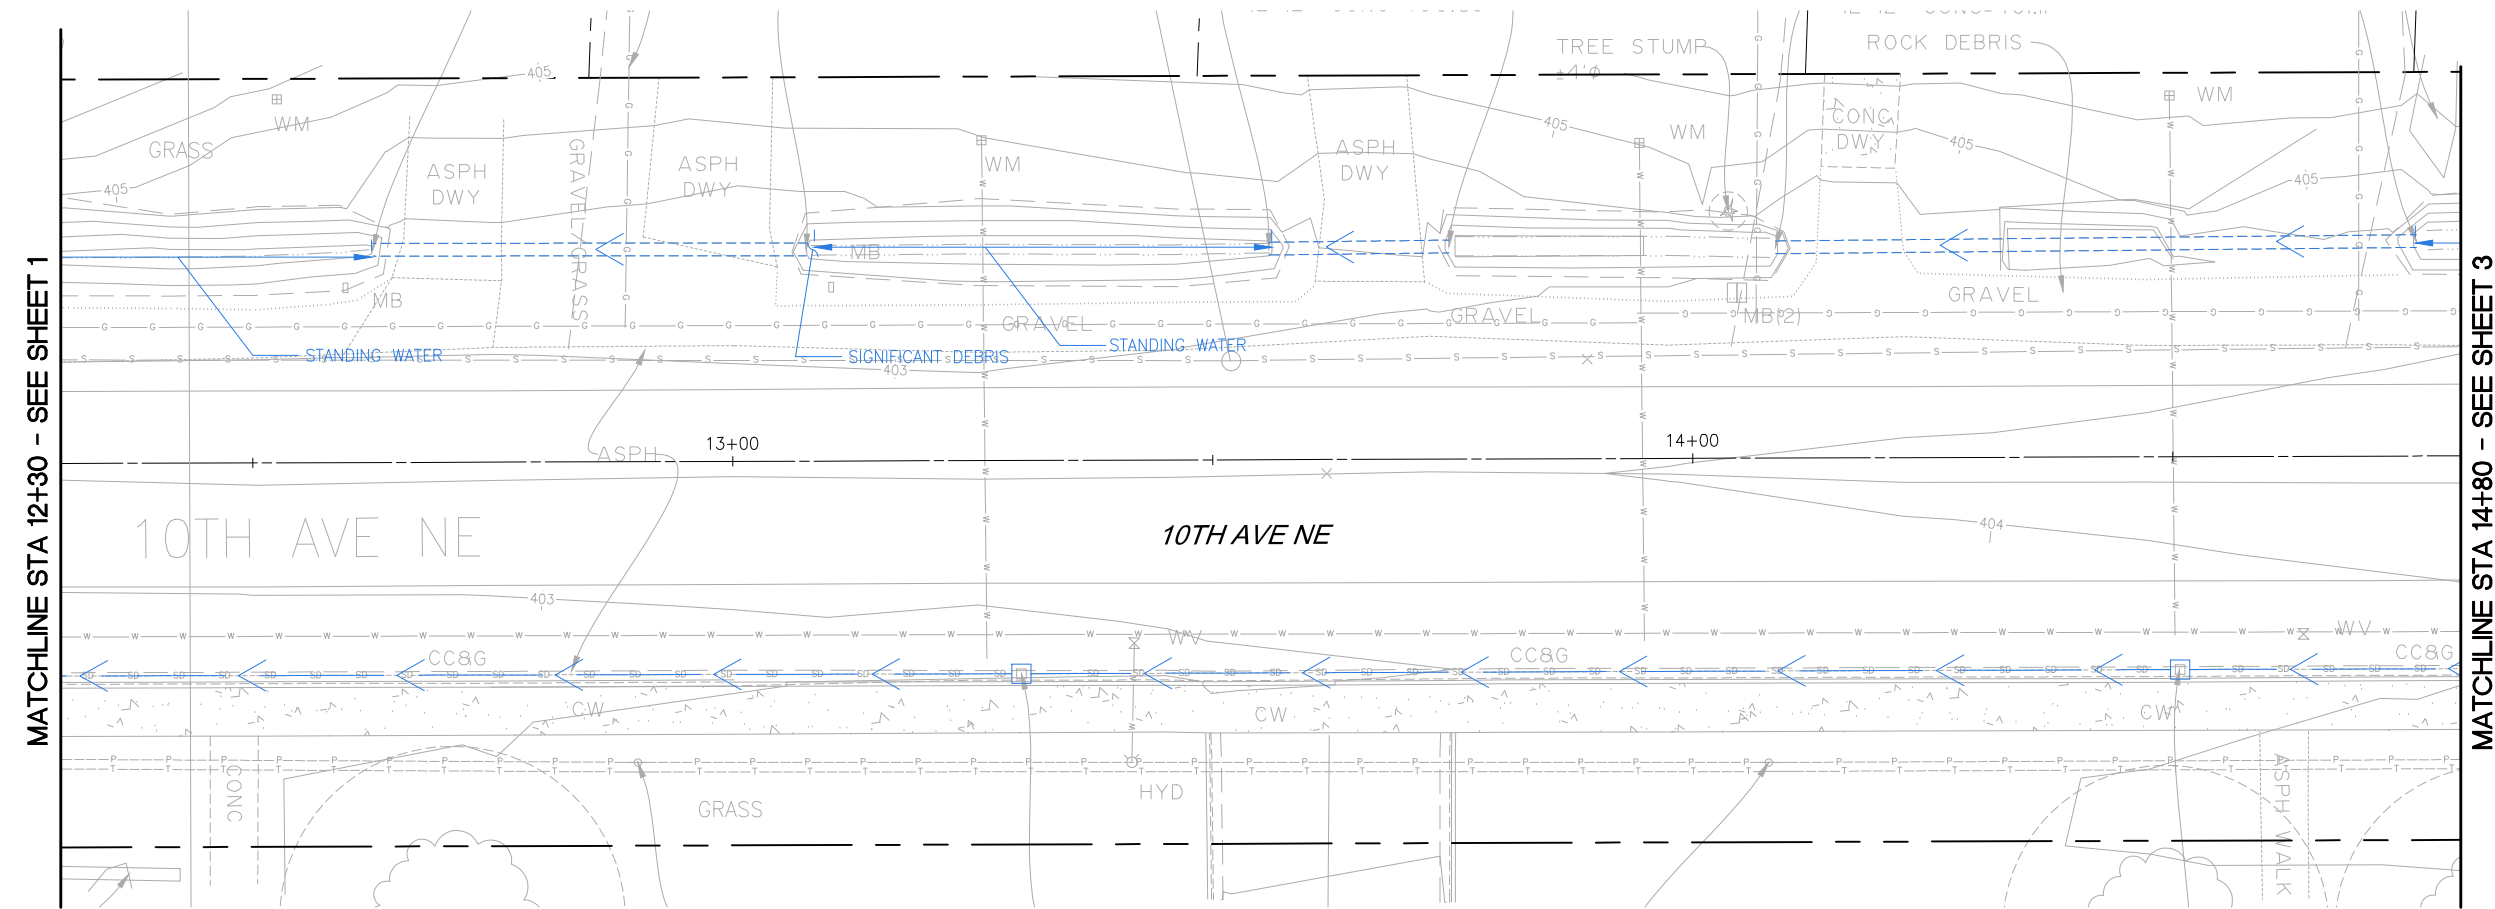 TREE STUMP
±4'Ø
ROCK DEBRIS
405
WM
GRASS
ASPH
DWY
405
GRAVEL
GRASS
ASPH
DWY
WM
ASPH
DWY
405
WM
CONC
DWY
405
WM
405
MB
MB
GRAVEL
GRAVEL
MB(2)
GRAVEL
STANDING WATER
SIGNIFICANT DEBRIS
STANDING WATER
403
ASPH
13+00
14+00
10TH AVE NE
10TH AVE NE
404
403
WV
WV
CC&G
CC&G
CC&G
CW
CW
CW
CONC
GRASS
HYD
ASPH WALK
MATCHLINE STA 12+30 - SEE SHEET 1
MATCHLINE STA 14+80 - SEE SHEET 3